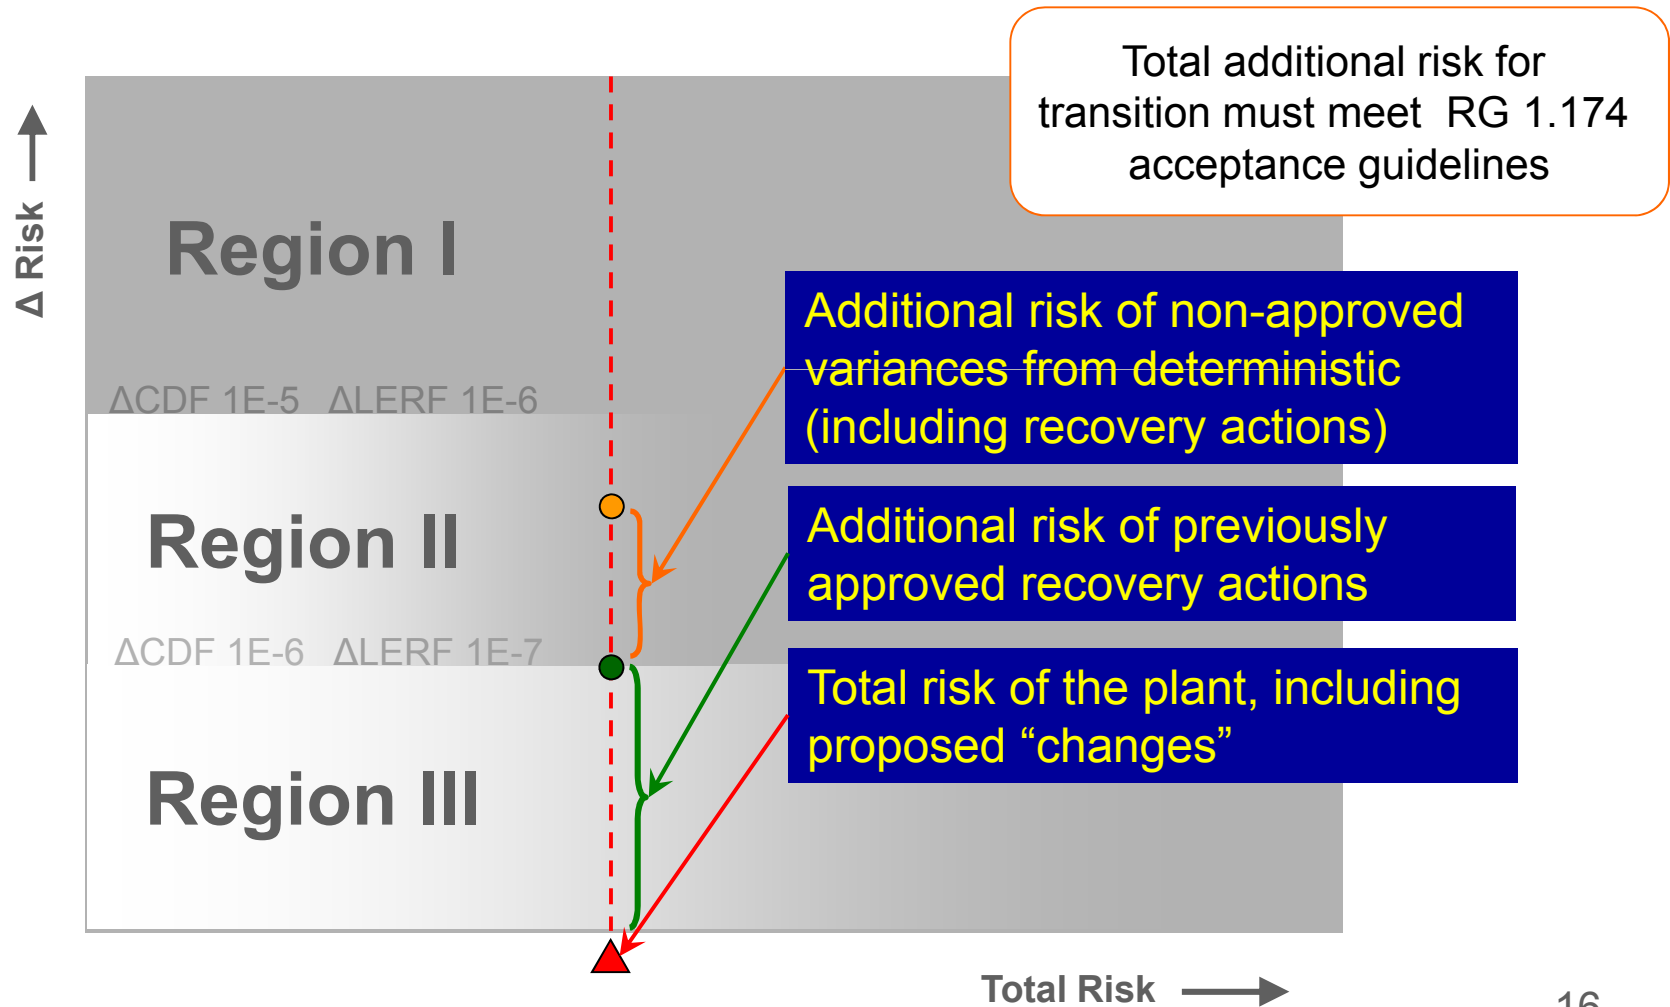 Total additional risk for
transition must meet RG 1.174
acceptance guidelines
Δ Risk
Region I
Additional risk of non-approved
variances from deterministic
(including recovery actions)
ΔCDF 1E-5 ΔLERF 1E-6
Region II
Additional risk of previously
approved recovery actions
ΔCDF 1E-6 ΔLERF 1E-7
Total risk of the plant, including
proposed “changes”
Region III
Total Risk
16